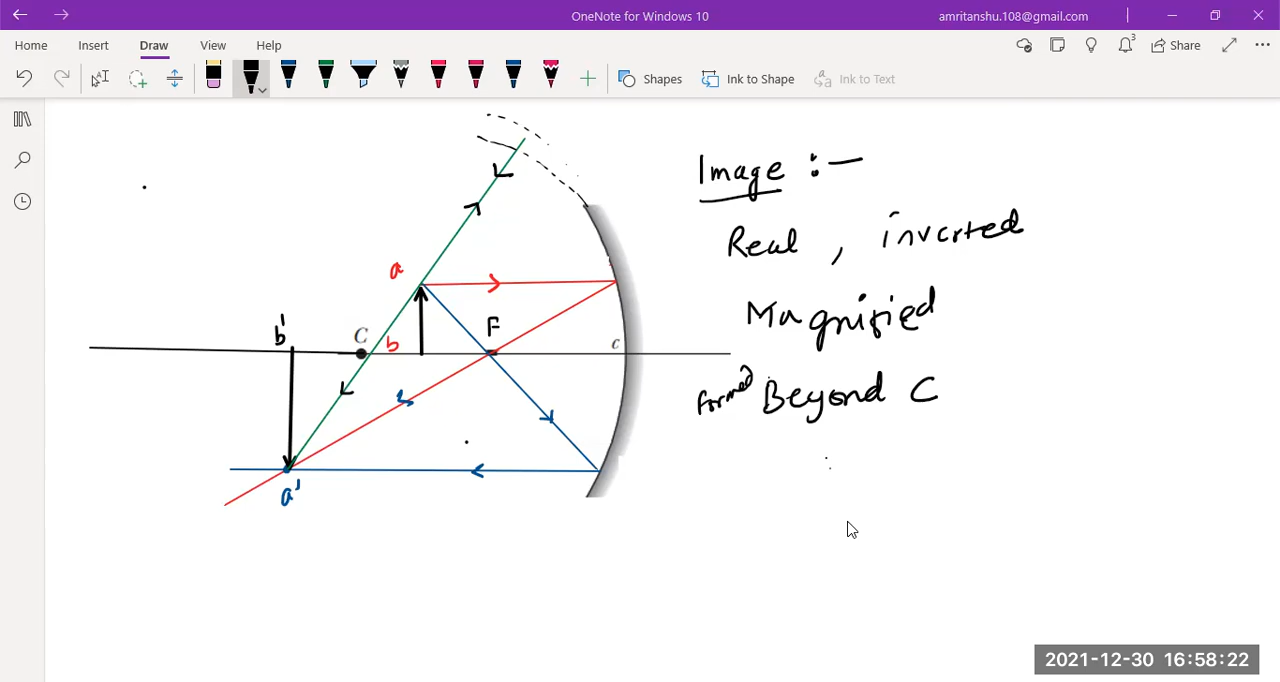 OneNote for Windows 10
amritanshu.108@gmail.com
Home Insert Draw View Help
3
Share
Shapes
Ink to Shape
Ink to Text
Image :-
Real , inverted
Magnified
formed Beyond C
a
b' C b F c
a'
2021-12-30 16:58:22